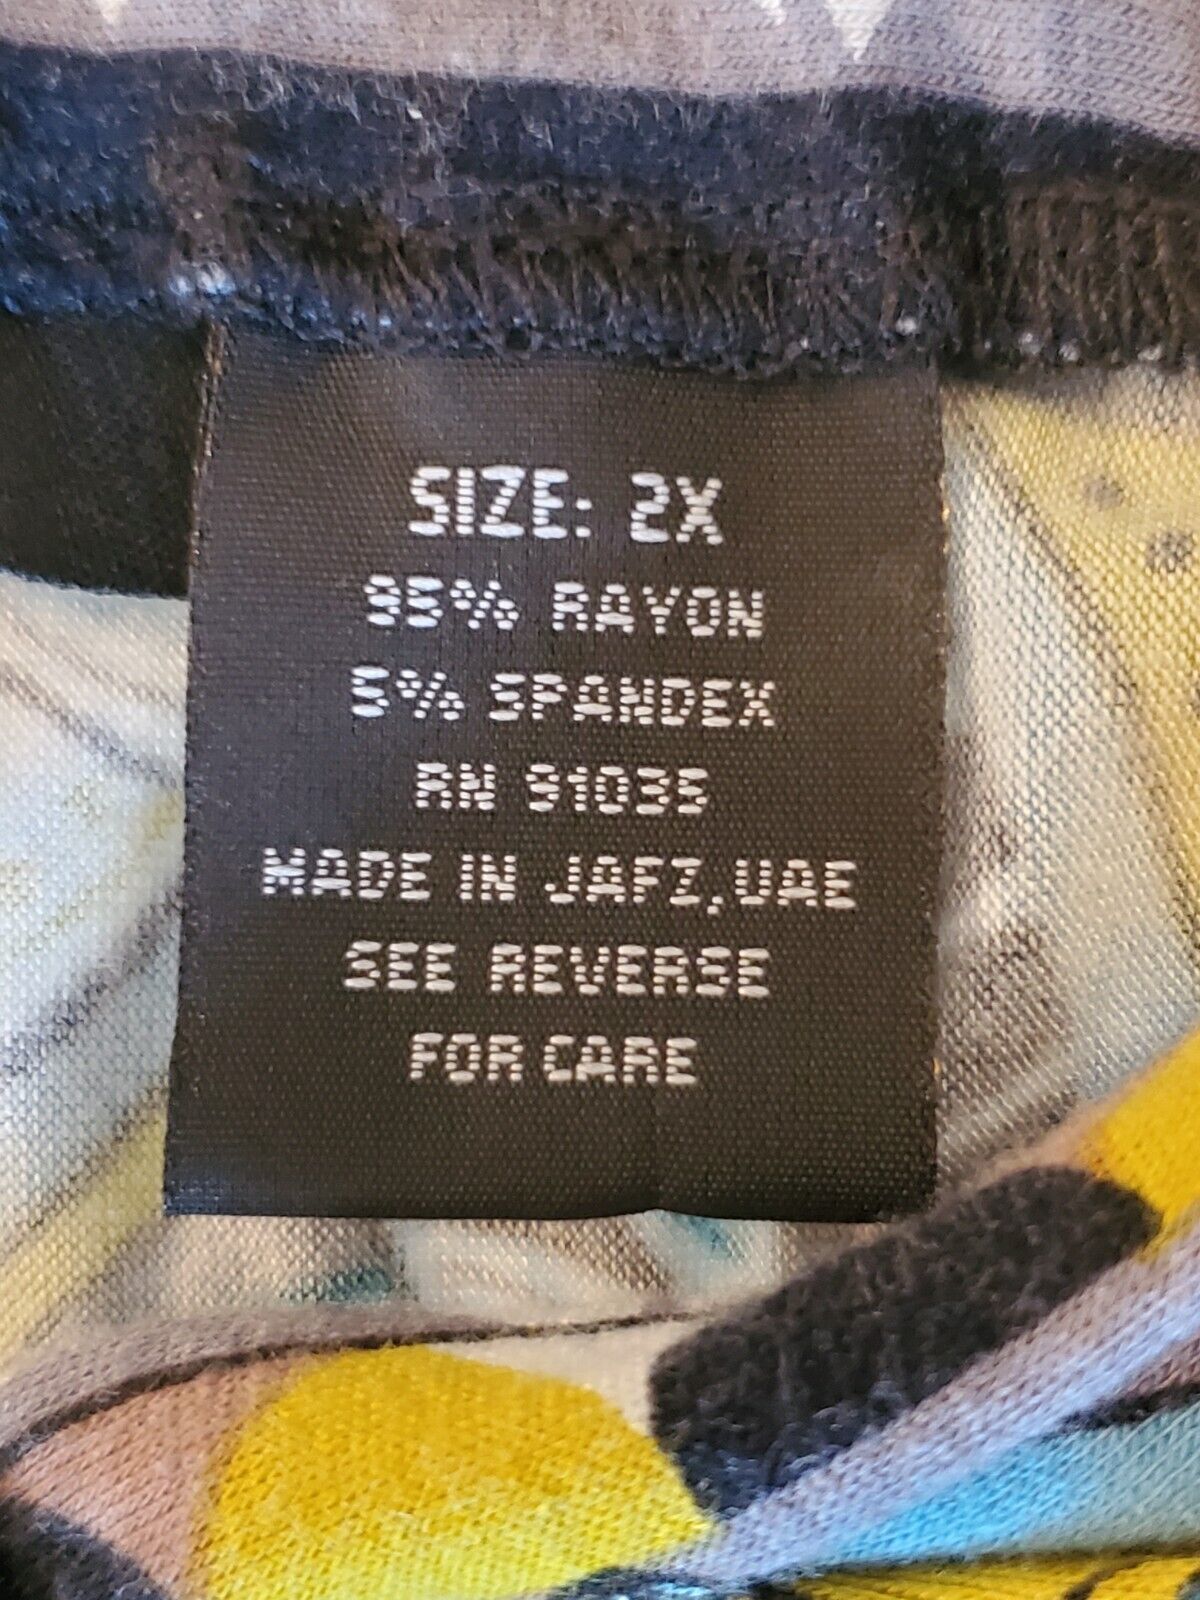 SIZE: 2X
95% RAYON
5% SPANDEX
RN 91035
MADE IN JAFZ,UAE
SEE REVERSE
FOR CARE